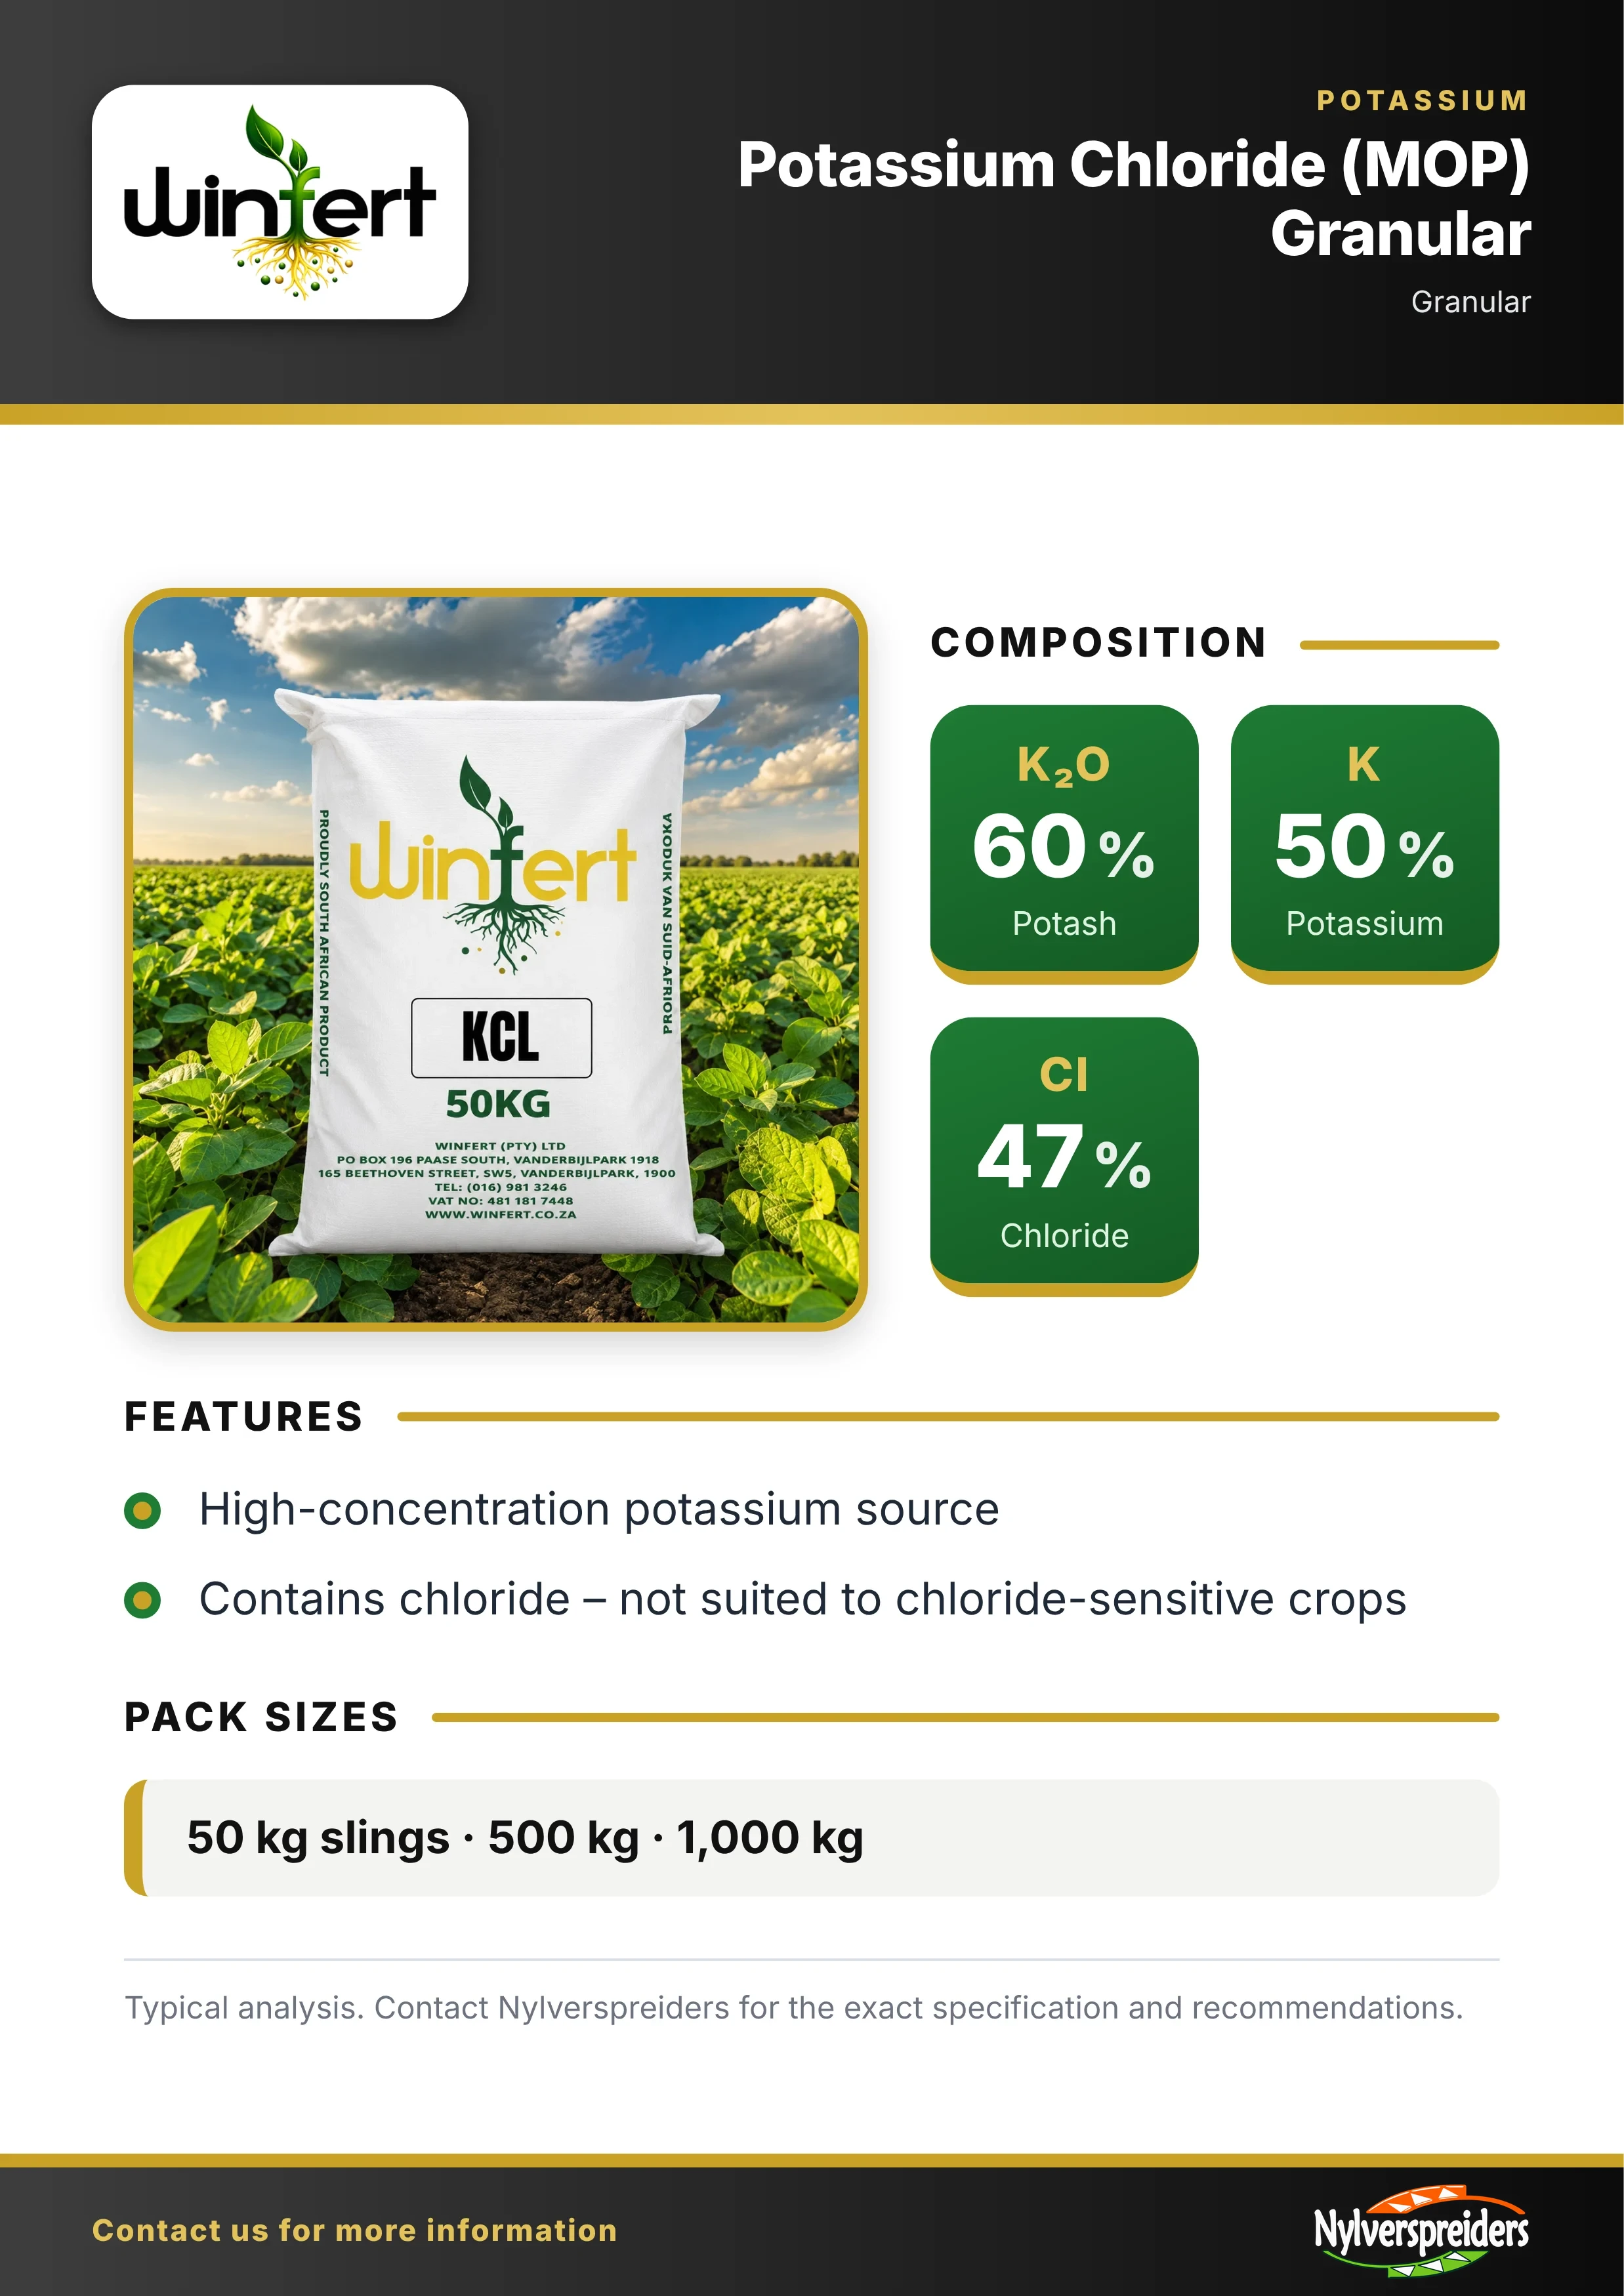 winfert
POTASSIUM
Potassium Chloride (MOP)
Granular
Granular
PROUDLY SOUTH AFRICAN PRODUCT
winfert
PRODUK VAN SUID-AFRIKA
KCL
50KG
WINFERT (PTY) LTD
PO BOX 196 PAASE SOUTH, VANDERBIJLPARK 1918
165 BEETHOVEN STREET, SW5, VANDERBIJLPARK, 1900
TEL: (016) 981 3246
VAT NO: 481 181 7448
WWW.WINFERT.CO.ZA
COMPOSITION
K₂O
60%
Potash
K
50%
Potassium
Cl
47%
Chloride
FEATURES
High-concentration potassium source
Contains chloride – not suited to chloride-sensitive crops
PACK SIZES
50 kg slings · 500 kg · 1,000 kg
Typical analysis. Contact Nylverspreiders for the exact specification and recommendations.
Contact us for more information
Nylverspreiders